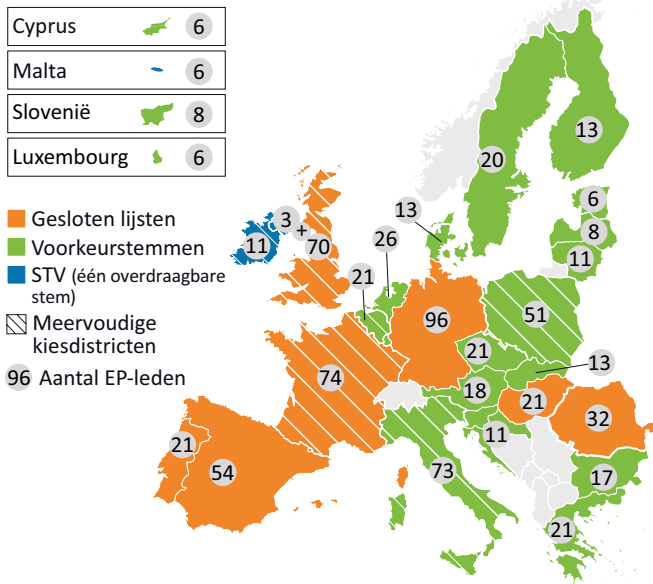 Cyprus 6
Malta 6
Slovenië 8
Luxembourg 6
Gesloten lijsten
Voorkeurstemmen
STV (één overdraagbare
stem)
Meervoudige
kiesdistricten
96 Aantal EP-leden
13
20
6
13
3
+
8
11
70
26
11
21
96
51
21
13
74
18
21
32
11
21
54
73
17
21